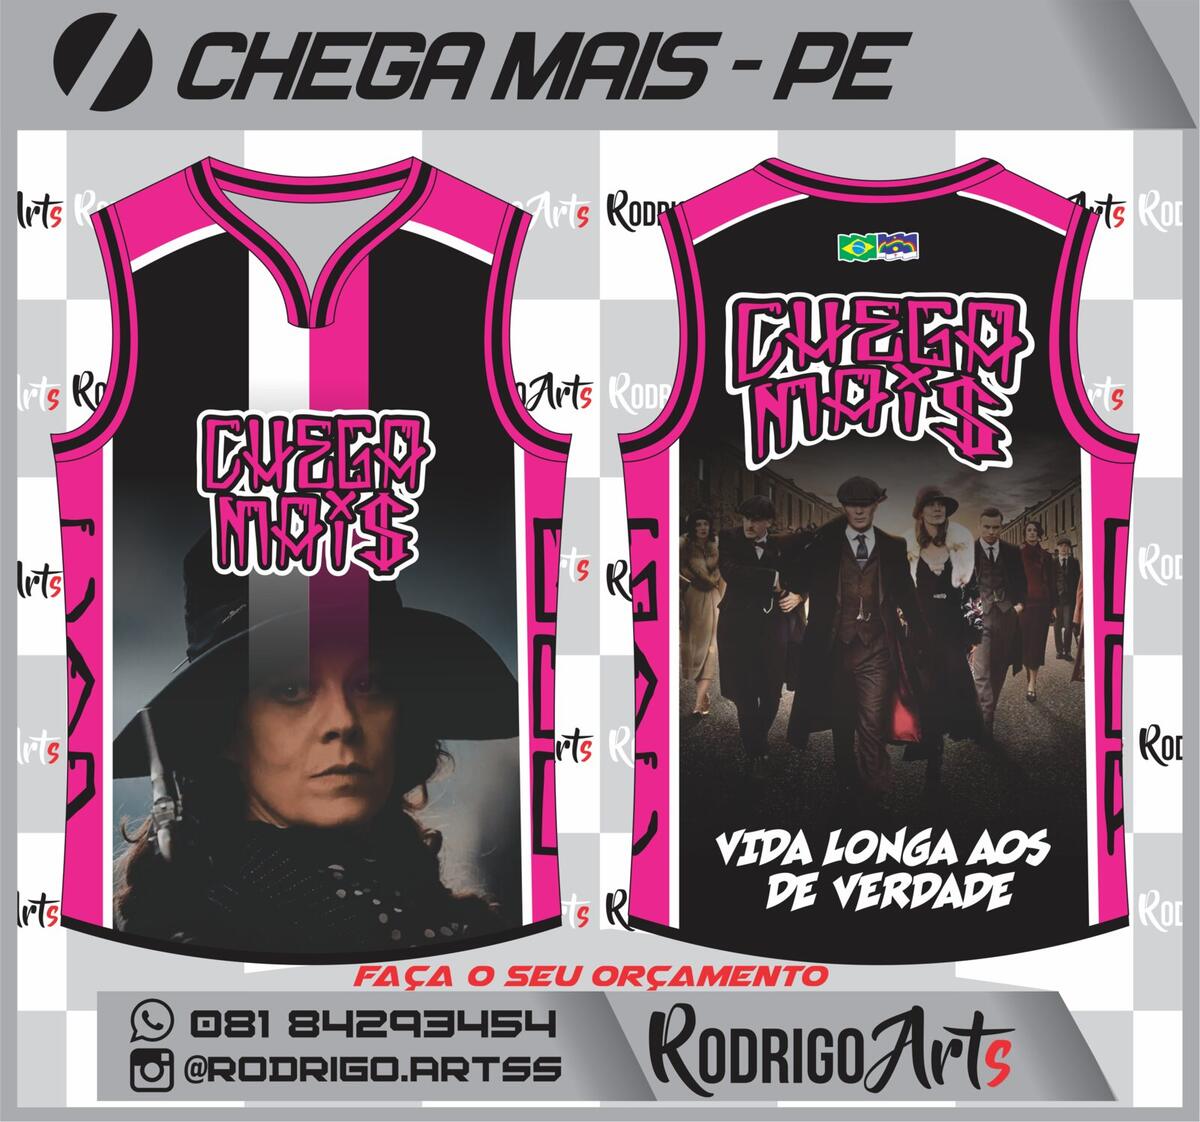 CHEGA MAIS - PE
CHEGA
MAI$
CHEGA
MAI$
VIDA LONGA AOS
DE VERDADE
FAÇA O SEU ORÇAMENTO
081 84293454
@RODRIGO.ARTSS
RODRIGOArts